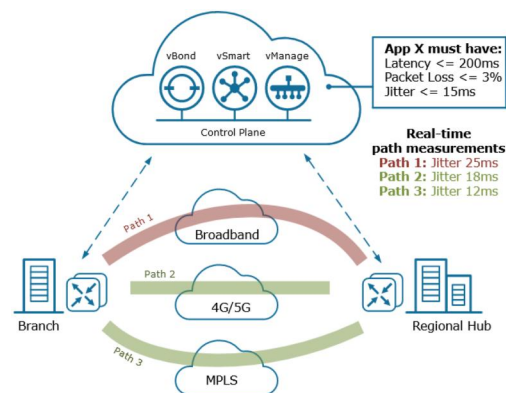 vBond vSmart vManage
Control Plane
App X must have:
Latency <= 200ms
Packet Loss <= 3%
Jitter <= 15ms
Real-time
path measurements
Path 1: Jitter 25ms
Path 2: Jitter 18ms
Path 3: Jitter 12ms
Path 1
Broadband
Path 2
4G/5G
Branch
Regional Hub
Path 3
MPLS